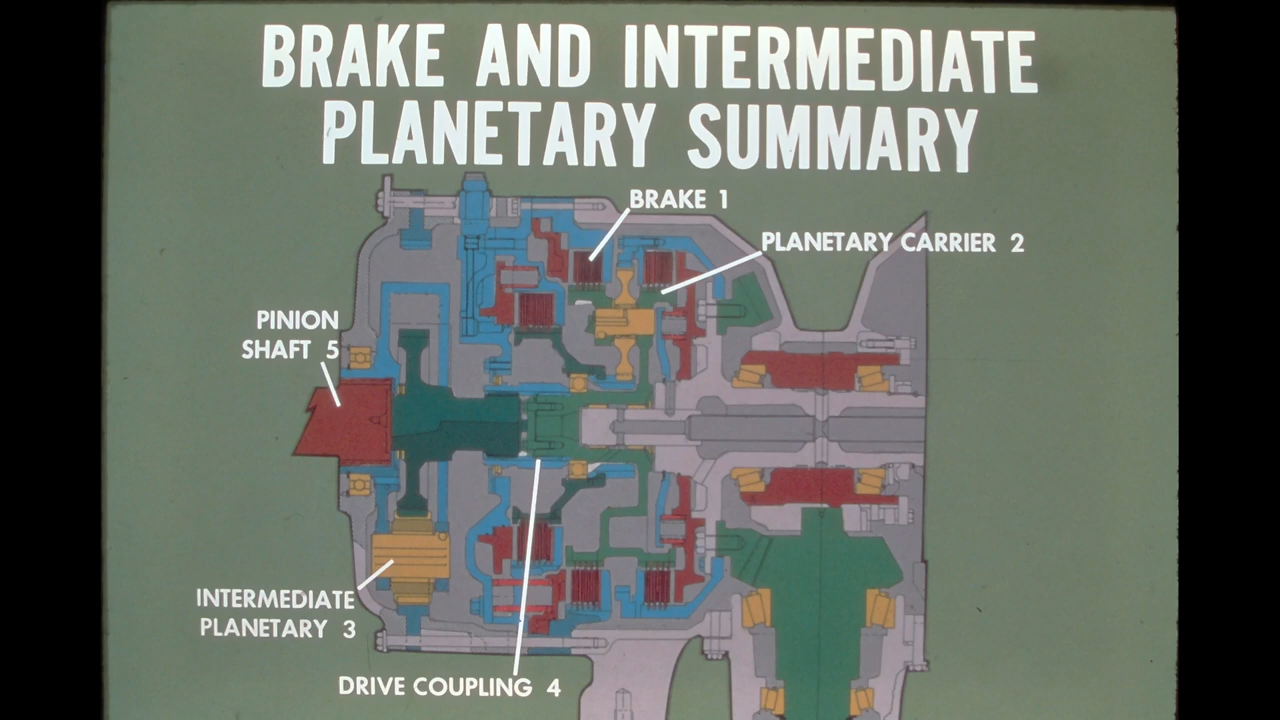 BRAKE AND INTERMEDIATE
PLANETARY SUMMARY
BRAKE 1
PLANETARY CARRIER 2
PINION
SHAFT 5
INTERMEDIATE
PLANETARY 3
DRIVE COUPLING 4